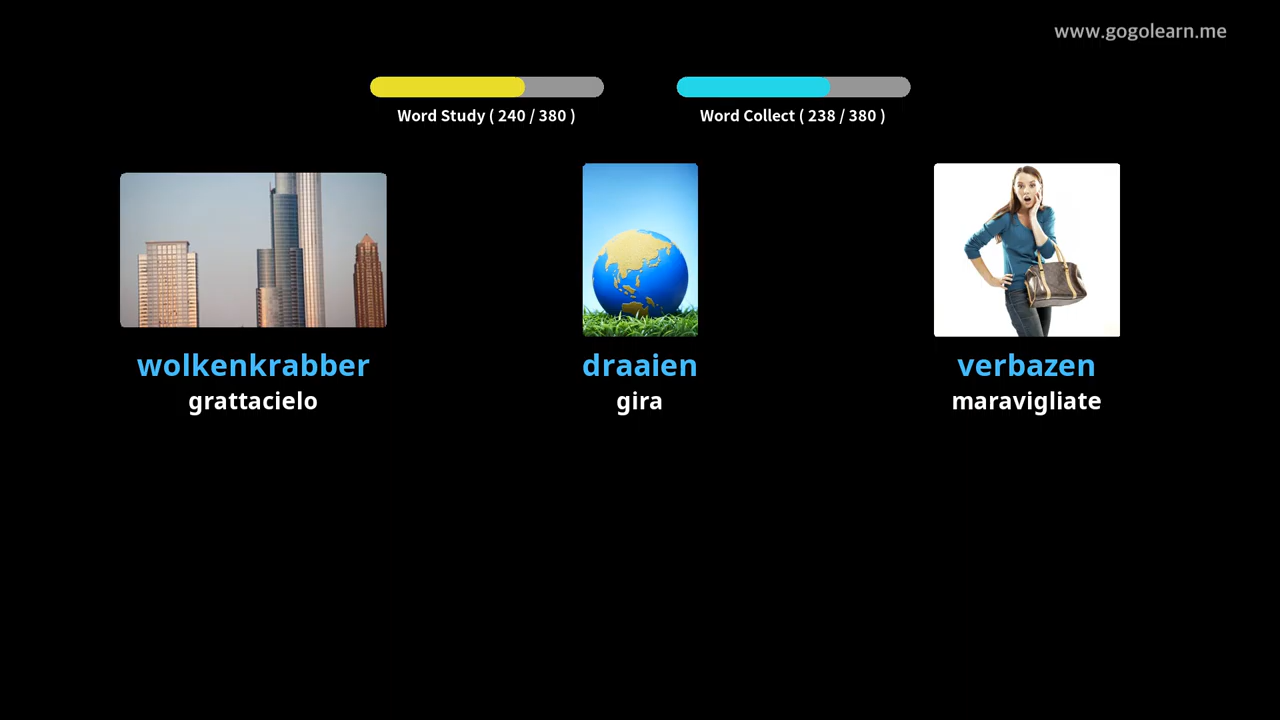 www.gogolearn.me
Word Study ( 240 / 380 )
Word Collect ( 238 / 380 )
wolkenkrabber
grattacielo
draaien
gira
verbazen
maravigliate